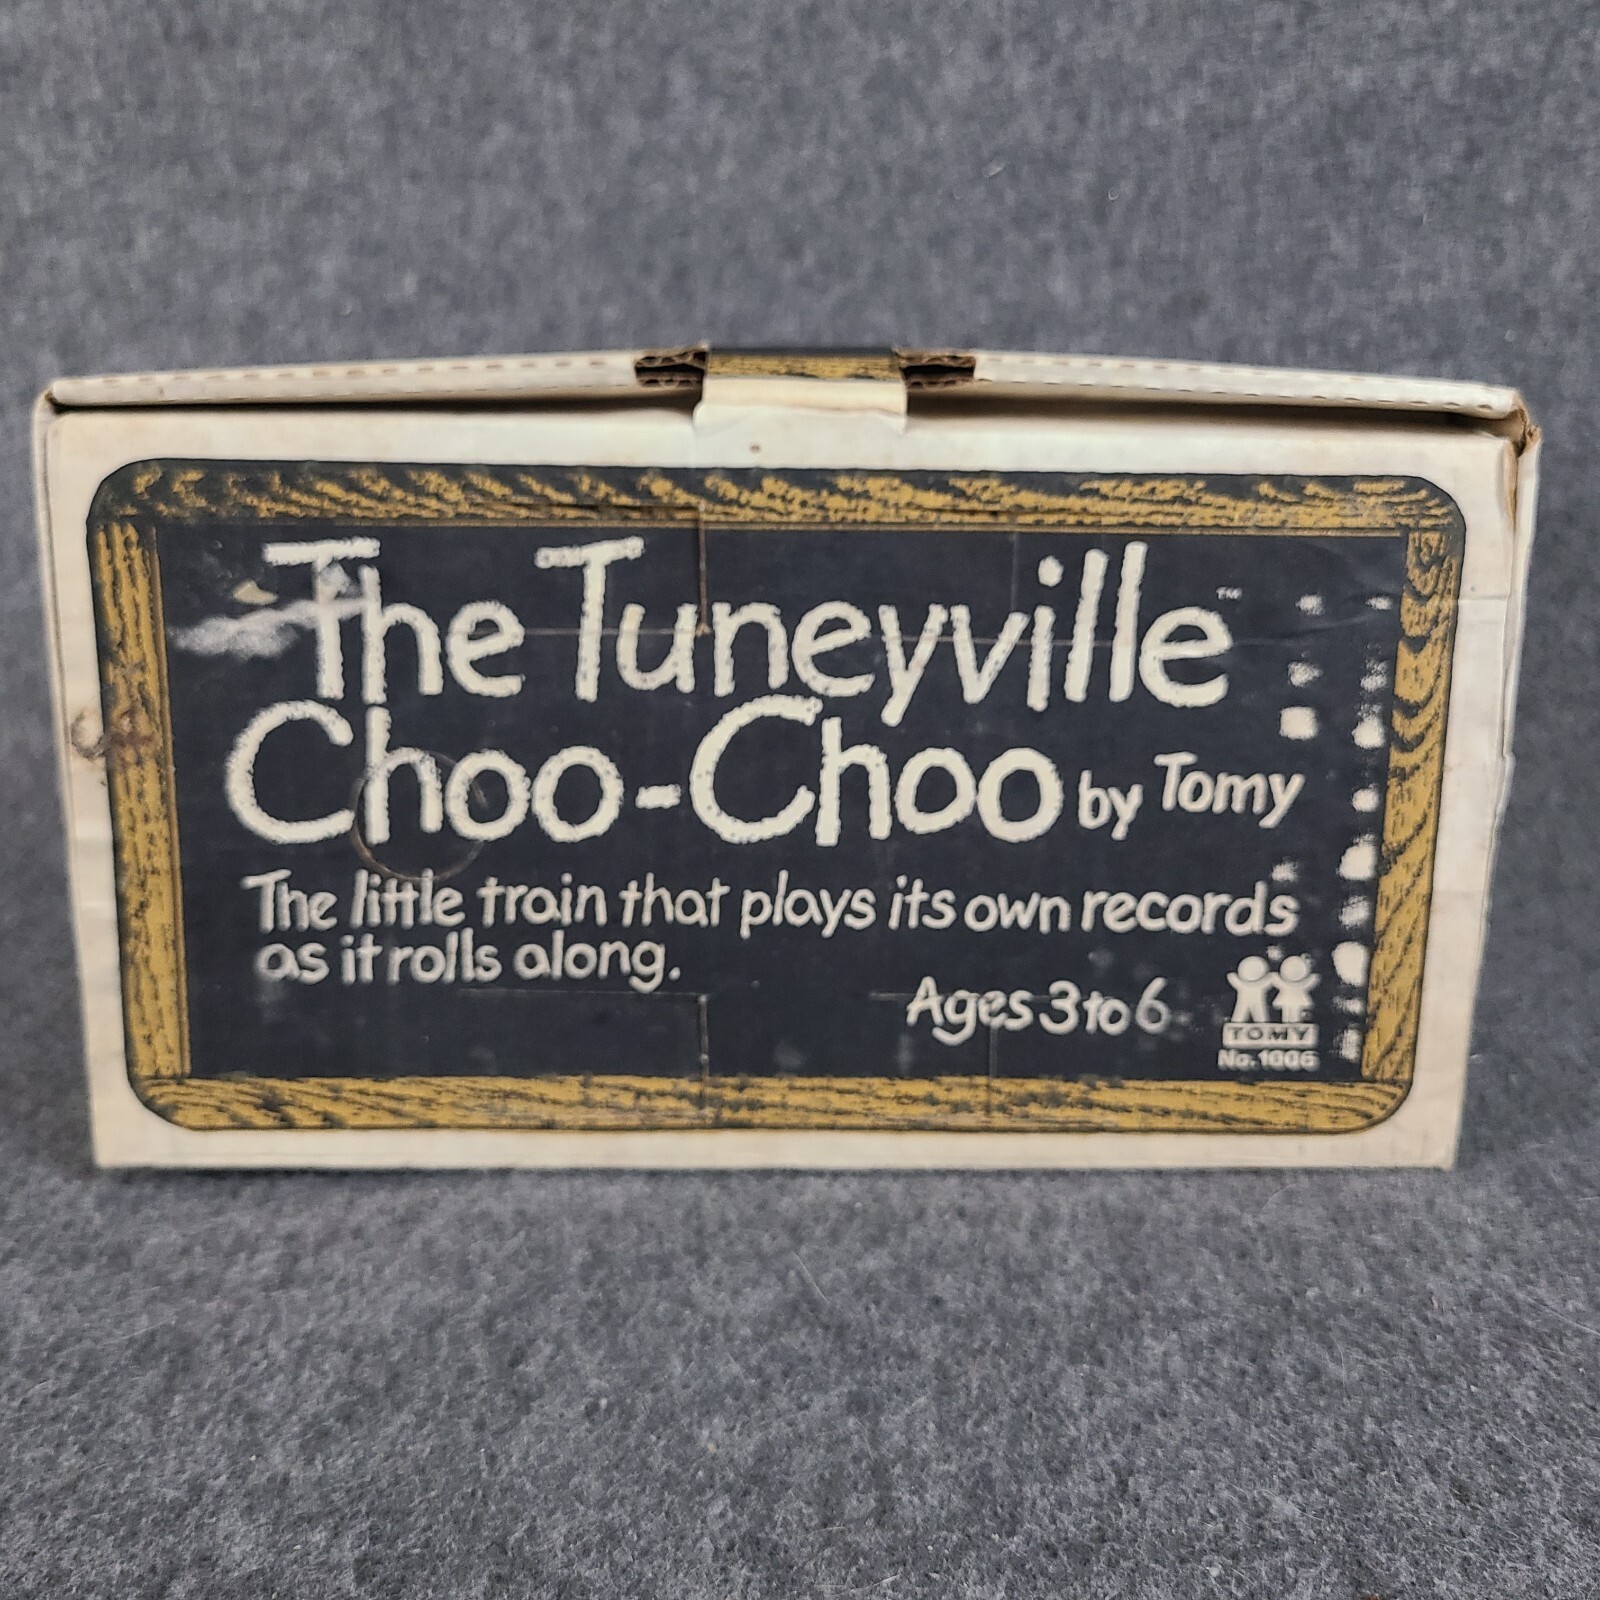 The Tuneyville™
Choo-Choo by Tomy
The little train that plays its own records
as it rolls along.
Ages 3 to 6
TOMY
No. 1006